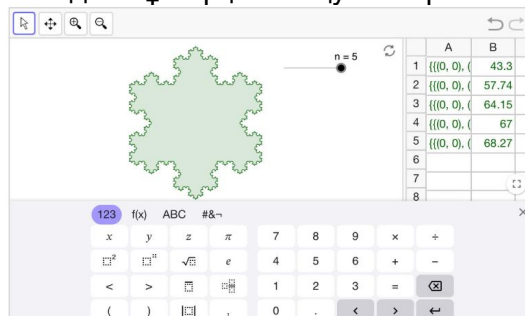 n = 5
A B
1 {{(0, 0), ( 43.3
2 {{(0, 0), ( 57.74
3 {{(0, 0), ( 64.15
4 {{(0, 0), ( 67
5 {{(0, 0), ( 68.27
6
7
8
123 f(x) ABC #&¬
x y z π 7 8 9 × ÷
e 4 5 6 + −
< > 1 2 3 =
( ) , 0 . < >